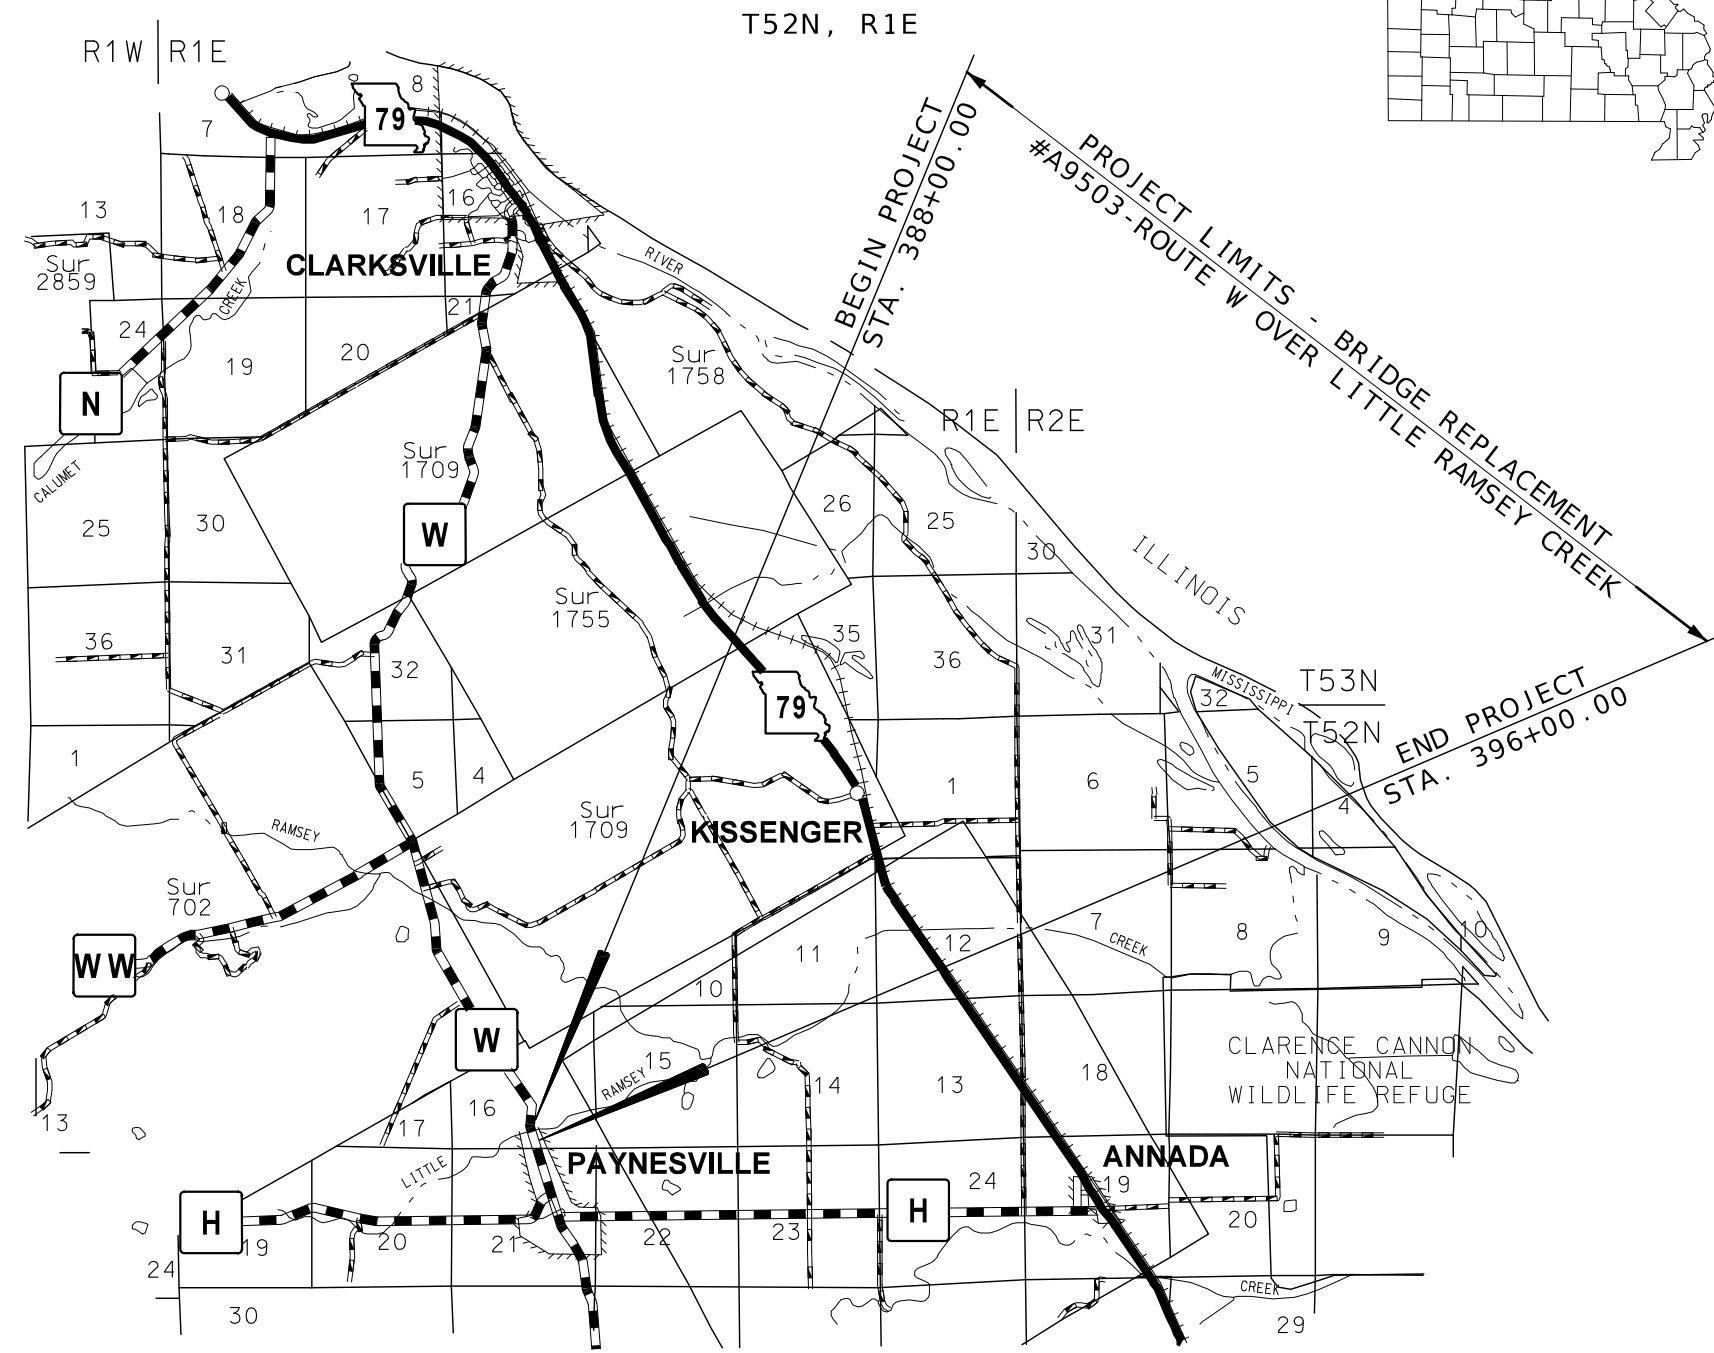 T52N, R1E
R1W R1E
8
79
7
13
18
17
16
Sur
2859
CLARKSVILLE
RIVER
CREEK
21
24
19
20
N
Sur
1758
BEGIN PROJECT
STA. 388+00.00
PROJECT LIMITS - BRIDGE REPLACEMENT
#A9503-ROUTE W OVER LITTLE RAMSEY CREEK
R1E R2E
CALUMET
Sur
1709
25
30
W
26
25
30
ILLINOIS
Sur
1755
36
31
32
35
36
31
79
MISSISSIPPI
32
T53N
T52N
END PROJECT
STA. 396+00.00
1
5
4
1
6
5
4
RAMSEY
Sur
1709
KISSENGER
Sur
702
WW
7
CREEK
8
9
10
11
12
10
W
15
RAMSEY
14
13
18
CLARENCE CANNON
NATIONAL
WILDLIFE REFUGE
13
17
16
LITTLE
PAYNESVILLE
ANNADA
H
19
20
21
22
23
H
24
19
20
24
30
CREEK
29